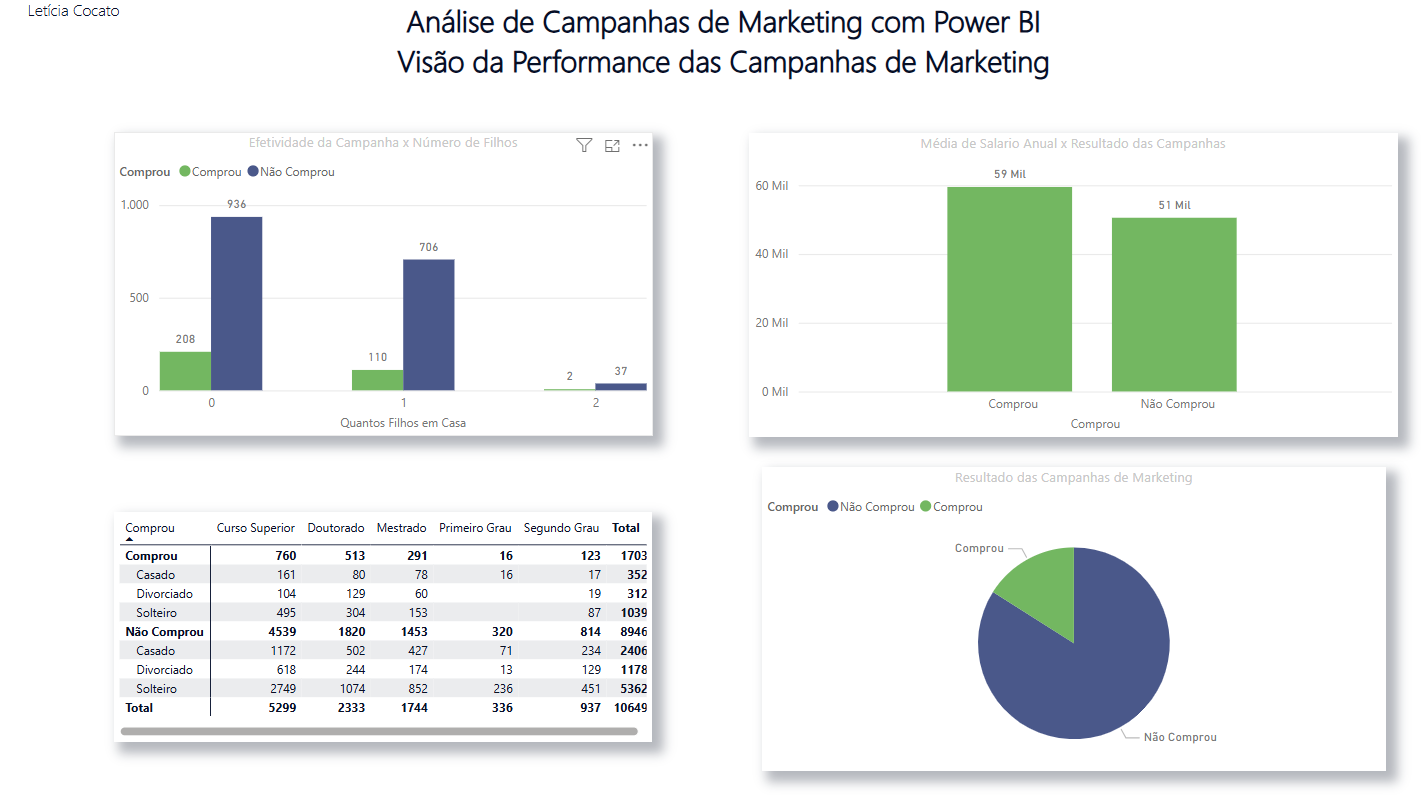 Letícia Cocato
Análise de Campanhas de Marketing com Power BI
Visão da Performance das Campanhas de Marketing
Efetividade da Campanha x Número de Filhos
Comprou Comprou Não Comprou
1.000
500
0
208
936
110
706
2
37
0 1 2
Quantos Filhos em Casa
Média de Salario Anual x Resultado das Campanhas
60 Mil
40 Mil
20 Mil
0 Mil
59 Mil
51 Mil
Comprou Não Comprou
Comprou
Comprou Curso Superior Doutorado Mestrado Primeiro Grau Segundo Grau Total
Comprou 760 513 291 16 123 1703
Casado 161 80 78 16 17 352
Divorciado 104 129 60 19 312
Solteiro 495 304 153 87 1039
Não Comprou 4539 1820 1453 320 814 8946
Casado 1172 502 427 71 234 2406
Divorciado 618 244 174 13 129 1178
Solteiro 2749 1074 852 236 451 5362
Total 5299 2333 1744 336 937 10649
Resultado das Campanhas de Marketing
Comprou Não Comprou Comprou
Comprou
Não Comprou